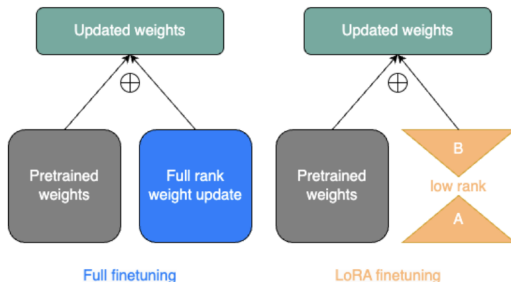 Updated weights
Updated weights
Pretrained
weights
Full rank
weight update
Pretrained
weights
B
low rank
A
Full finetuning
LoRA finetuning